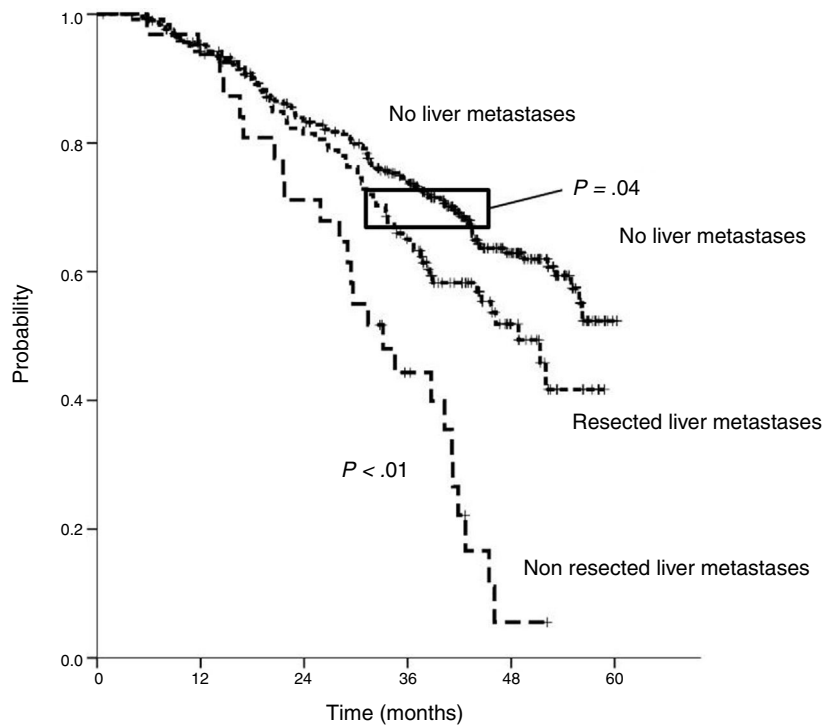 1.0
No liver metastases
0.8
P = .04
No liver metastases
0.6
Probability
0.4
Resected liver metastases
P < .01
0.2
Non resected liver metastases
0.0
0 12 24 36 48 60
Time (months)